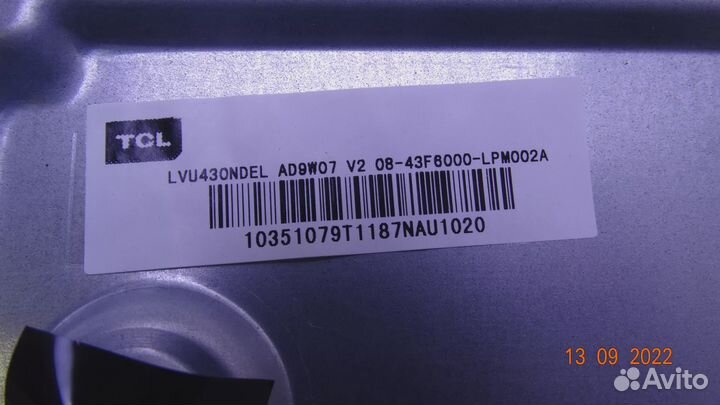 TCL
LVU430NDEL AD9W07 V2 08-43F6000-LPM002A
10351079T1187NAU1020
13 09 2022
Avito